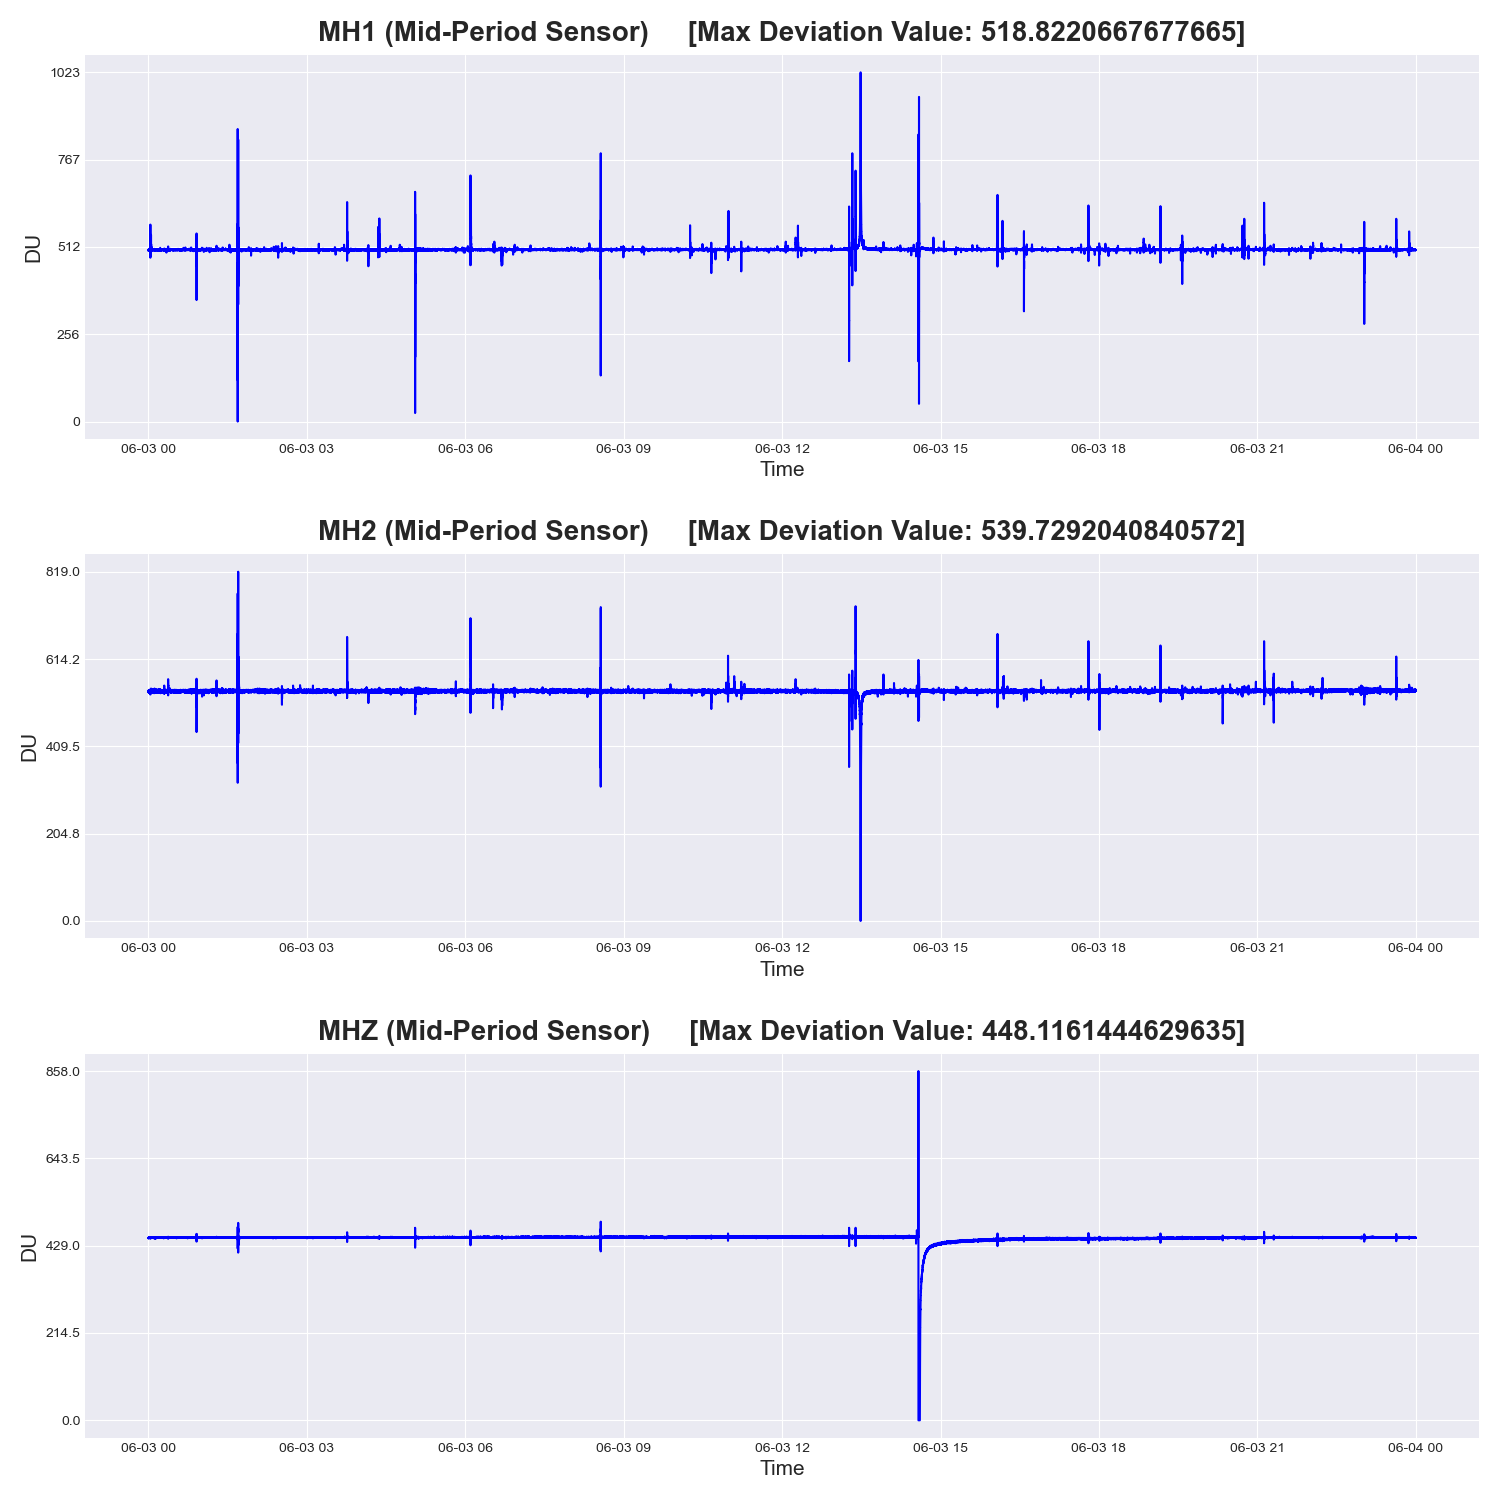 MH1 (Mid-Period Sensor) [Max Deviation Value: 518.8220667677665]
1023
767
512
256
0
DU
06-03 00 06-03 03 06-03 06 06-03 09 06-03 12 06-03 15 06-03 18 06-03 21 06-04 00
Time
MH2 (Mid-Period Sensor) [Max Deviation Value: 539.7292040840572]
819.0
614.2
409.5
204.8
0.0
DU
06-03 00 06-03 03 06-03 06 06-03 09 06-03 12 06-03 15 06-03 18 06-03 21 06-04 00
Time
MHZ (Mid-Period Sensor) [Max Deviation Value: 448.1161444629635]
858.0
643.5
429.0
214.5
0.0
DU
06-03 00 06-03 03 06-03 06 06-03 09 06-03 12 06-03 15 06-03 18 06-03 21 06-04 00
Time